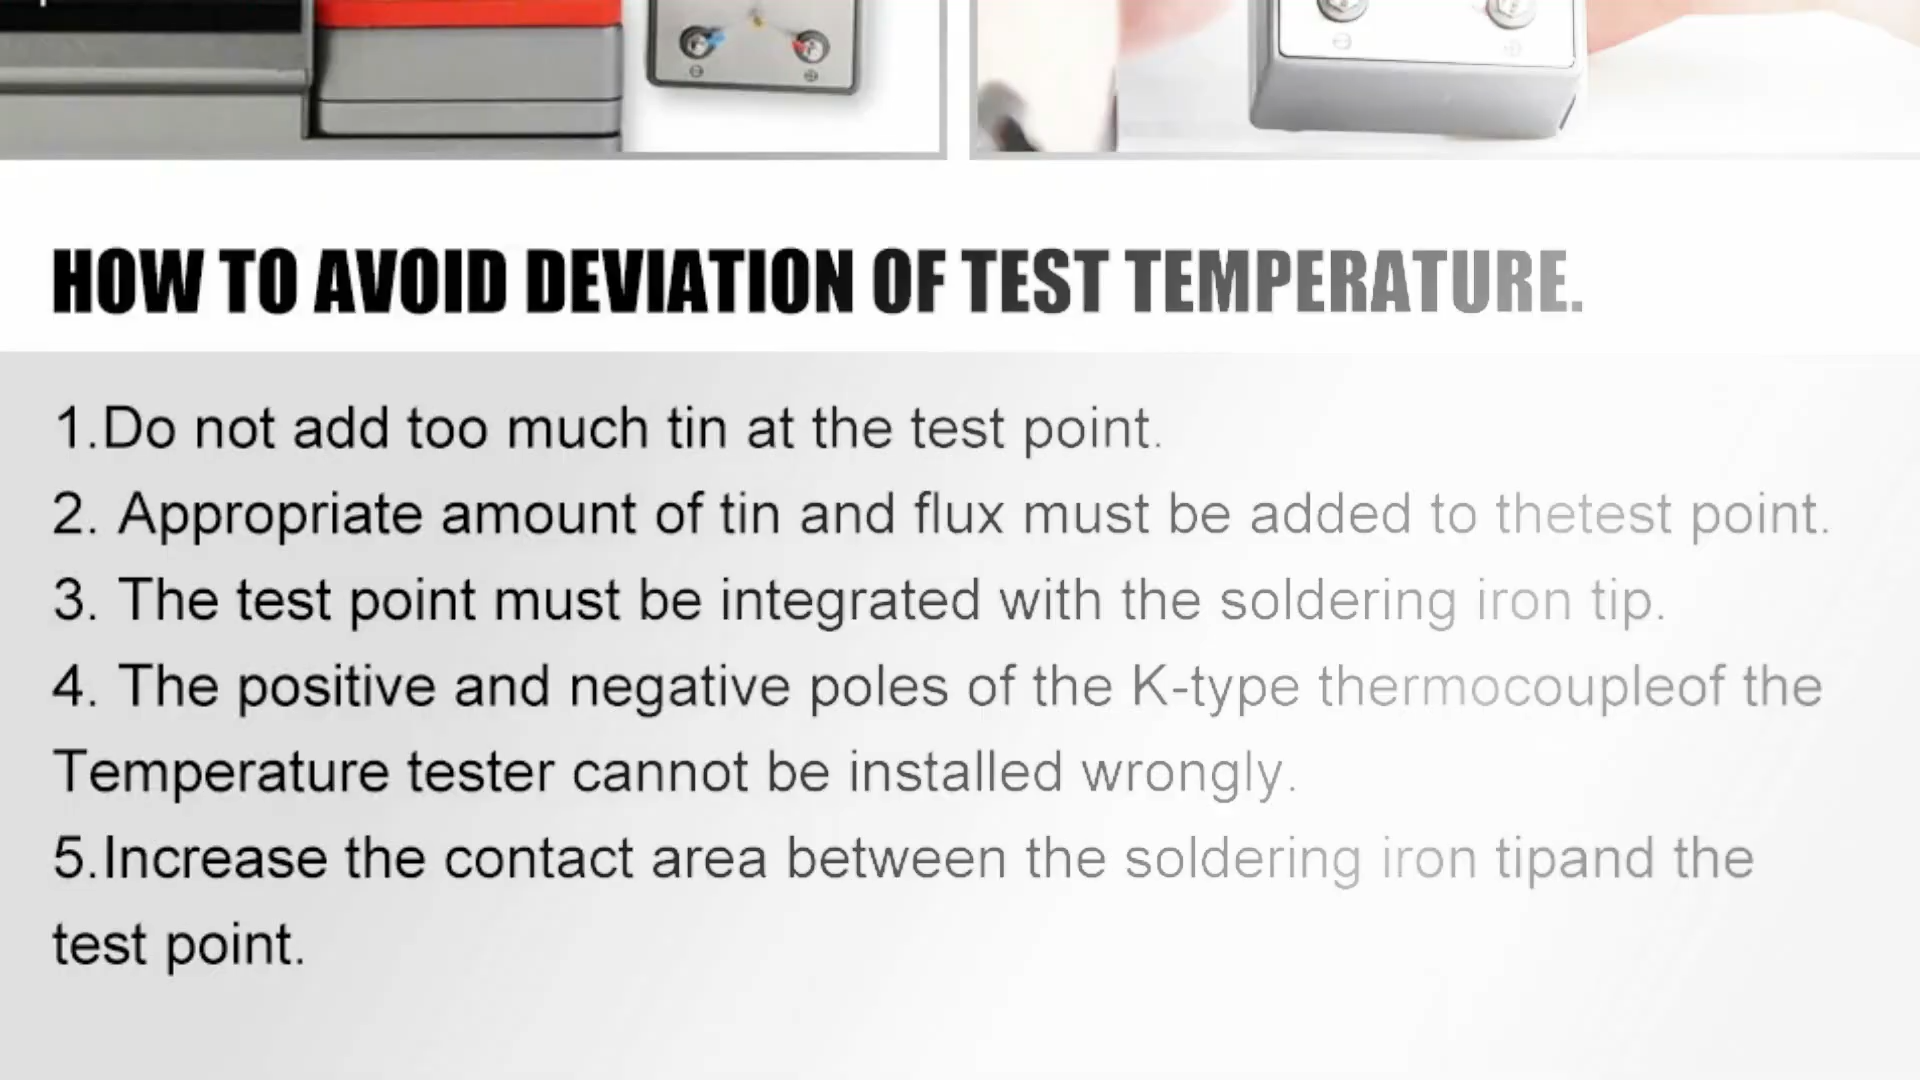 HOW TO AVOID DEVIATION OF TEST TEMPERATURE.
1.Do not add too much tin at the test point.
2. Appropriate amount of tin and flux must be added to thetest point.
3. The test point must be integrated with the soldering iron tip.
4. The positive and negative poles of the K-type thermocoupleof the
Temperature tester cannot be installed wrongly.
5.Increase the contact area between the soldering iron tipand the
test point.